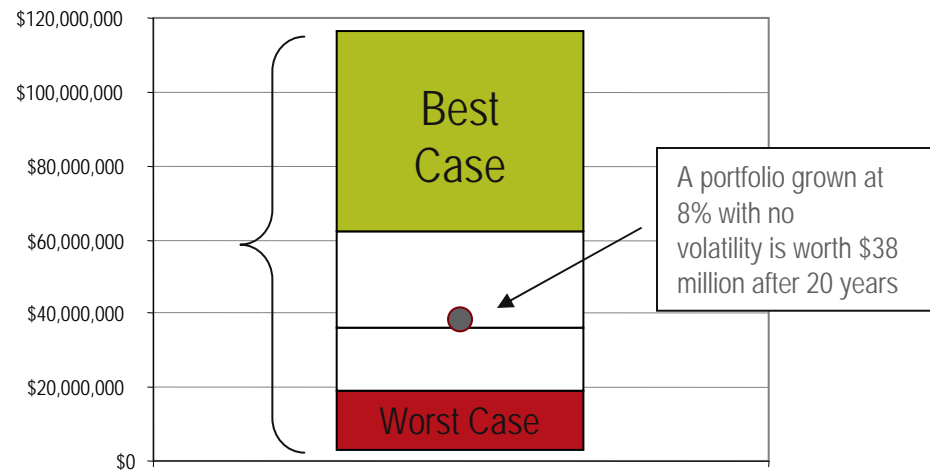 $120,000,000
$100,000,000
$80,000,000
$60,000,000
$40,000,000
$20,000,000
$0
Best
Case
Worst Case
A portfolio grown at
8% with no
volatility is worth $38
million after 20 years